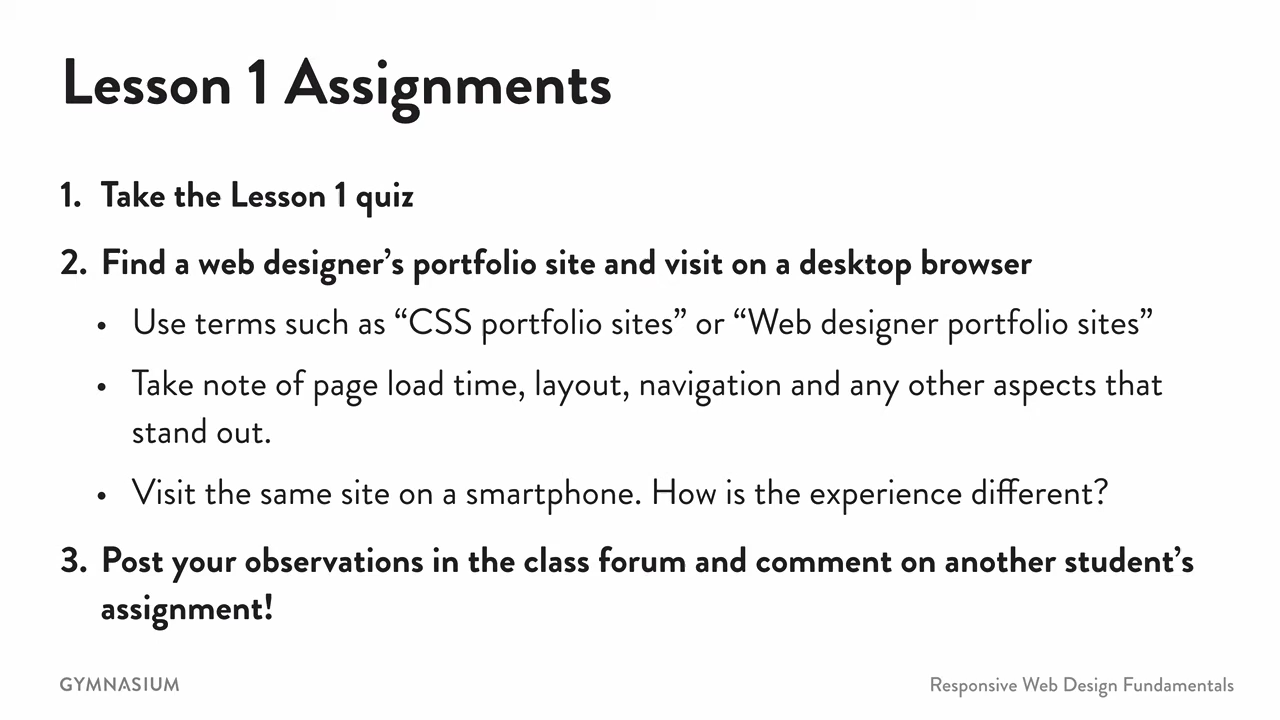 Lesson 1 Assignments
1. Take the Lesson 1 quiz
2. Find a web designer’s portfolio site and visit on a desktop browser
• Use terms such as “CSS portfolio sites” or “Web designer portfolio sites”
• Take note of page load time, layout, navigation and any other aspects that
stand out.
• Visit the same site on a smartphone. How is the experience different?
3. Post your observations in the class forum and comment on another student’s
assignment!
GYMNASIUM
Responsive Web Design Fundamentals